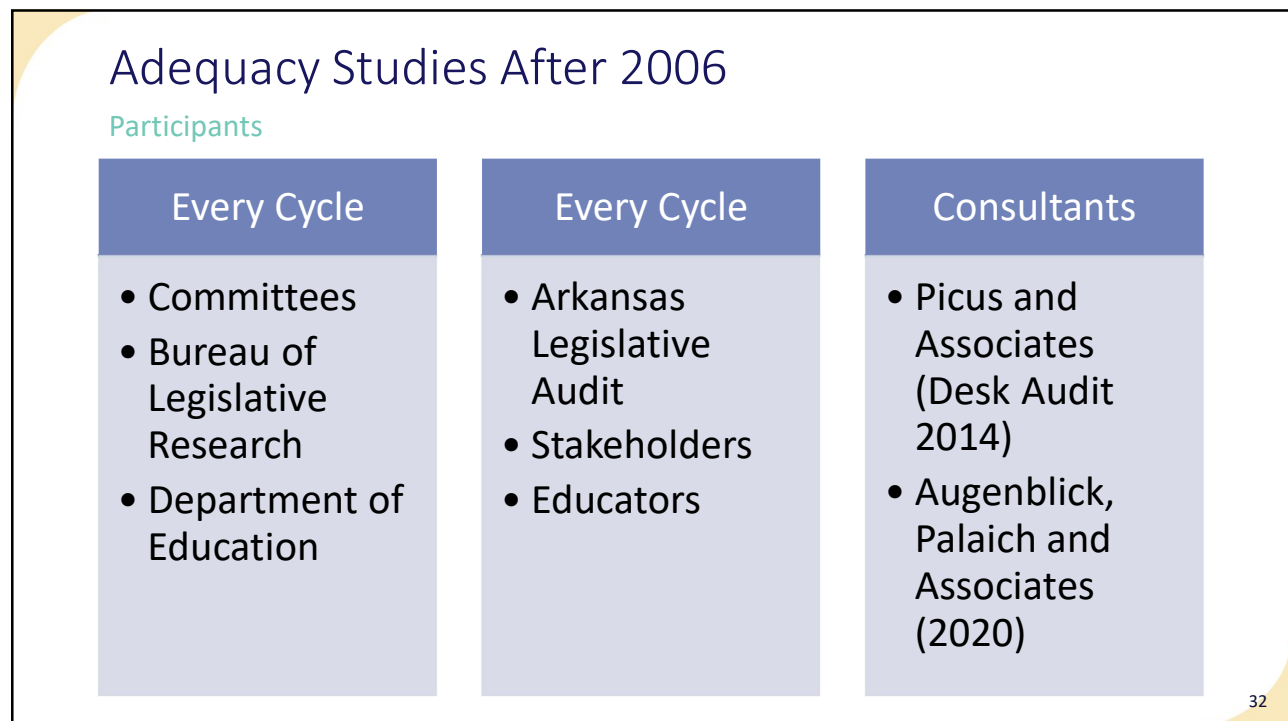 Adequacy Studies After 2006
Participants
Every Cycle
• Committees
• Bureau of
Legislative
Research
• Department of
Education
Every Cycle
• Arkansas
Legislative
Audit
• Stakeholders
• Educators
Consultants
• Picus and
Associates
(Desk Audit
2014)
• Augenblick,
Palaich and
Associates
(2020)
32